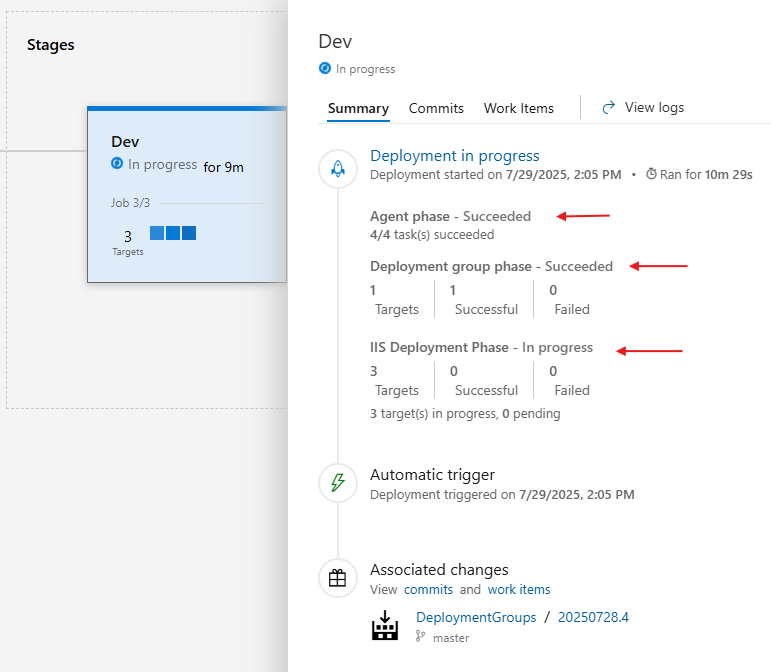 Stages
Dev
In progress for 9m
Job 3/3
3
Targets
Dev
In progress
Summary Commits Work Items View logs
Deployment in progress
Deployment started on 7/29/2025, 2:05 PM • Ran for 10m 29s
Agent phase - Succeeded
4/4 task(s) succeeded
Deployment group phase - Succeeded
1 1 0
Targets Successful Failed
IIS Deployment Phase - In progress
3 0 0
Targets Successful Failed
3 target(s) in progress, 0 pending
Automatic trigger
Deployment triggered on 7/29/2025, 2:05 PM
Associated changes
View commits and work items
DeploymentGroups / 20250728.4
master